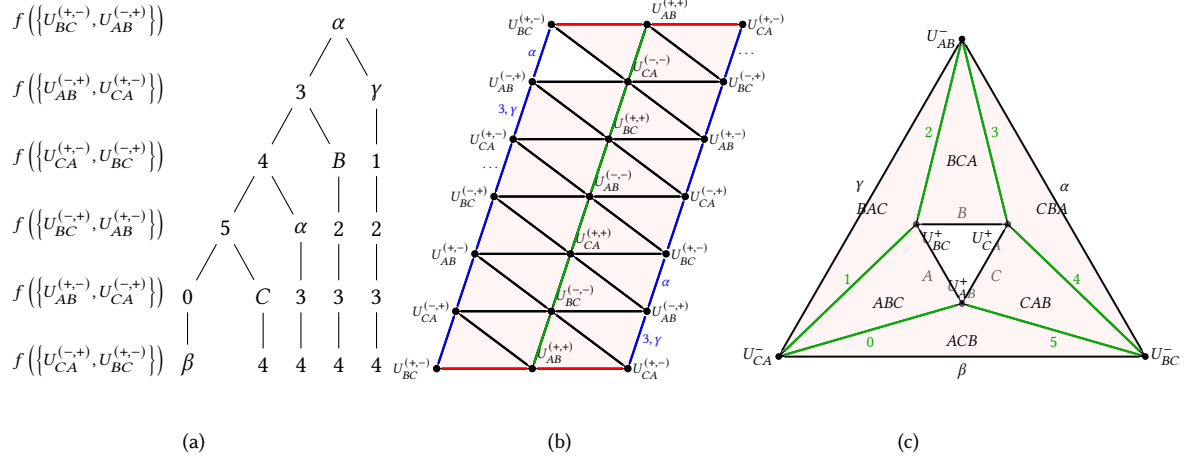 f({U_{BC}^{(+,-)}, U_{AB}^{(-,+)}})
f({U_{AB}^{(-,+)}, U_{CA}^{(+,-)}})
f({U_{CA}^{(+,-)}, U_{BC}^{(-,+)}})
f({U_{BC}^{(-,+)}, U_{AB}^{(+,-)}})
f({U_{AB}^{(+,-)}, U_{CA}^{(-,+)}})
f({U_{CA}^{(-,+)}, U_{BC}^{(+,-)}})
α
3 γ
4 B 1
5 α 2 2
0 C 3 3 3
β 4 4 4 4
(a)
U_{BC}^{(+,-)} U_{AB}^{(+,+)} U_{CA}^{(+,-)}
α ...
U_{AB}^{(-,+)} U_{CA}^{(-,-)} U_{BC}^{(-,+)}
3, γ
U_{CA}^{(+,-)} U_{BC}^{(+,+)} U_{AB}^{(+,-)}
...
U_{BC}^{(-,+)} U_{AB}^{(-,-)} U_{CA}^{(-,+)}
U_{AB}^{(+,-)} U_{CA}^{(+,+)} U_{BC}^{(+,-)}
α
U_{CA}^{(-,+)} U_{BC}^{(-,-)} U_{AB}^{(-,+)}
3, γ
U_{BC}^{(+,-)} U_{AB}^{(+,+)} U_{CA}^{(+,-)}
(b)
U_{AB}^{-}
2 3
BCA
γ α
BAC B CBA
U_{BC}^{+} U_{CA}^{+}
1 A C 4
U_{AB}^{+}
ABC CAB
0 ACB 5
U_{CA}^{-} U_{BC}^{-}
β
(c)